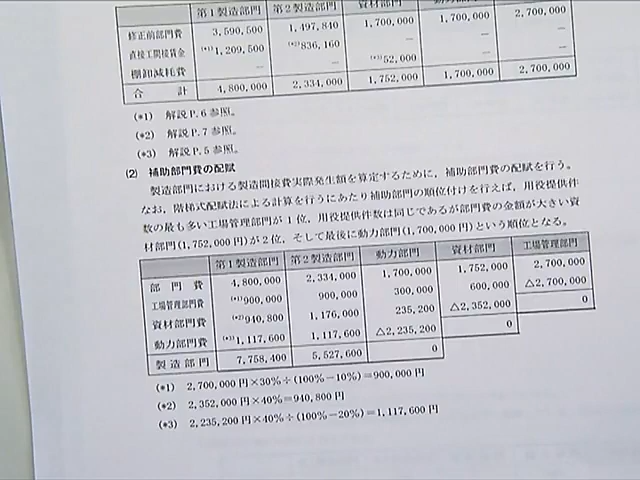 第1製造部門 第2製造部門 資材部門
修正前部門費 3,590,500 1,497,840 1,700,000 1,700,000 2,700,000
直接工間接賃金 (*1)1,209,500 (*2)836,160 — — —
棚卸減耗費 — — (*3)52,000 — —
合 計 4,800,000 2,334,000 1,752,000 1,700,000 2,700,000
(*1) 解説P.6参照。
(*2) 解説P.7参照。
(*3) 解説P.5参照。
(2) 補助部門費の配賦
製造部門における製造間接費実際発生額を算定するために,補助部門費の配賦を行う。
なお,階梯式配賦法による計算を行うにあたり補助部門の順位付けを行えば,用役提供件
数の最も多い工場管理部門が1位,用役提供件数は同じであるが部門費の金額が大きい資
材部門(1,752,000円)が2位,そして最後に動力部門(1,700,000円)という順位となる。
第1製造部門 第2製造部門 動力部門 資材部門 工場管理部門
部門費 4,800,000 2,334,000 1,700,000 1,752,000 2,700,000
工場管理部門費 (*1)900,000 900,000 300,000 600,000 △2,700,000
資材部門費 (*2)940,800 1,176,000 235,200 △2,352,000 0
動力部門費 (*3)1,117,600 1,117,600 △2,235,200 0
製造部門 7,758,400 5,527,600 0
(*1) 2,700,000円×30%÷(100%−10%)=900,000円
(*2) 2,352,000円×40%=940,800円
(*3) 2,235,200円×40%÷(100%−20%)=1,117,600円